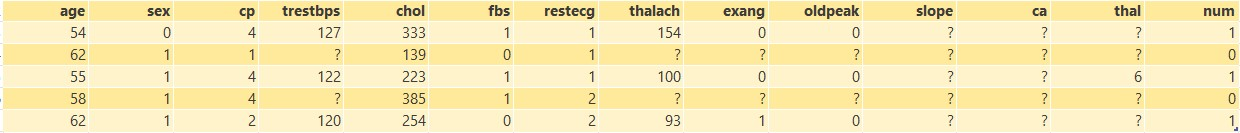 age sex cp trestbps chol fbs restecg thalach exang oldpeak slope ca thal num
54 0 4 127 333 1 1 154 0 0 ? ? ? 1
62 1 1 ? 139 0 1 ? ? ? ? ? ? 0
55 1 4 122 223 1 1 100 0 0 ? ? 6 1
58 1 4 ? 385 1 2 ? ? ? ? ? ? 0
62 1 2 120 254 0 2 93 1 0 ? ? ? 1